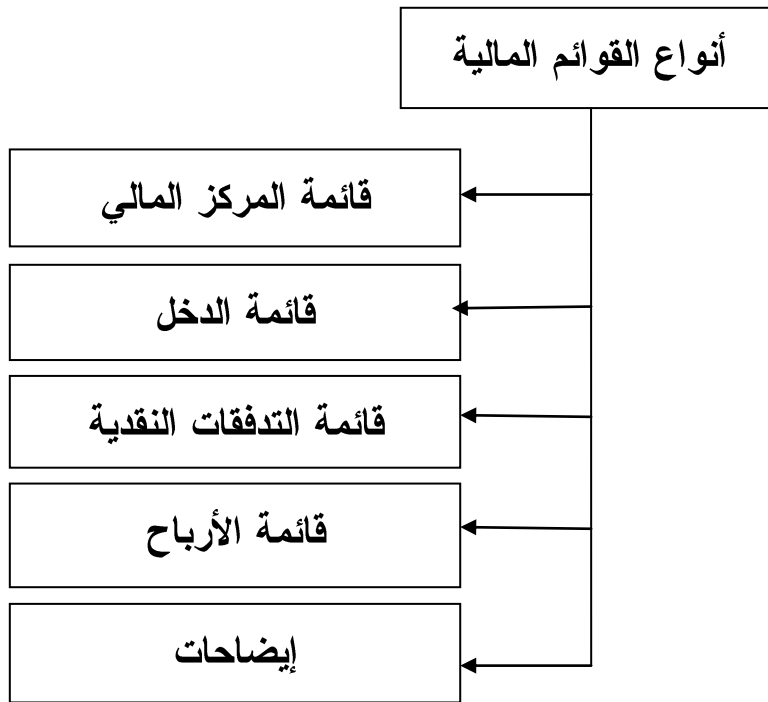 أنواع القوائم المالية
قائمة المركز المالي
قائمة الدخل
قائمة التدفقات النقدية
قائمة الأرباح
إيضاحات